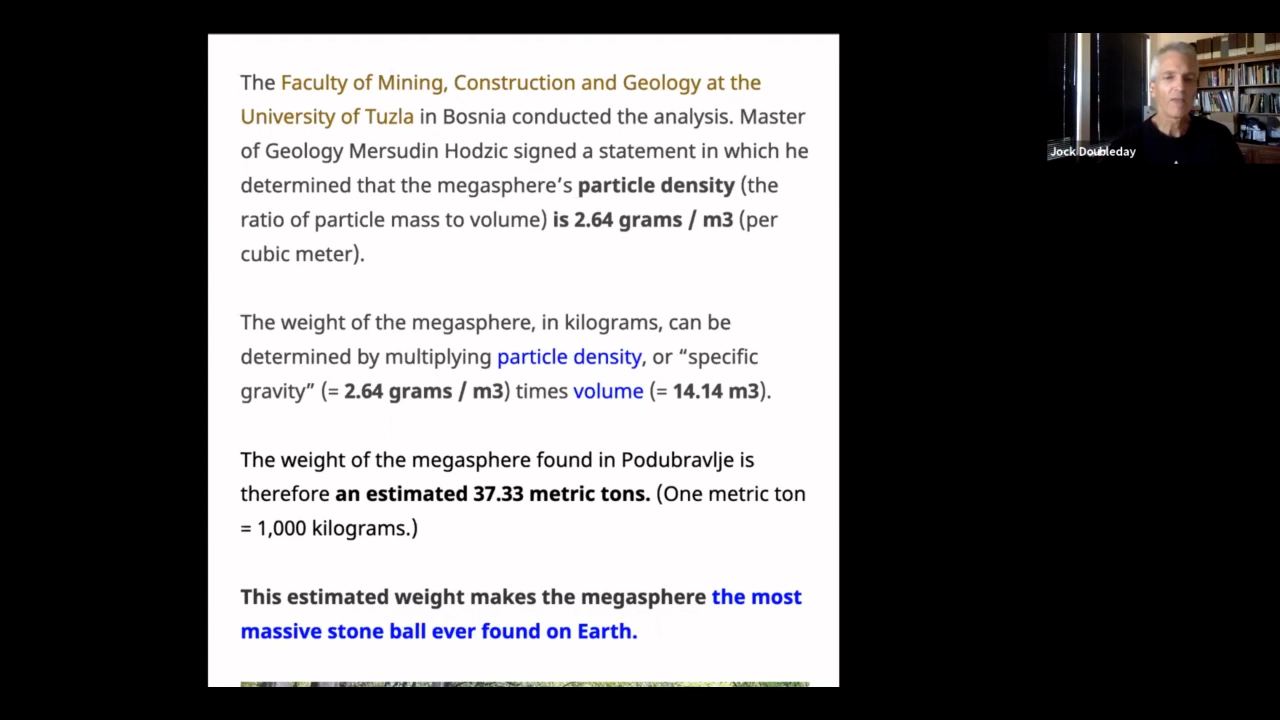 The Faculty of Mining, Construction and Geology at the
University of Tuzla in Bosnia conducted the analysis. Master
of Geology Mersudin Hodzic signed a statement in which he
determined that the megasphere’s particle density (the
ratio of particle mass to volume) is 2.64 grams / m3 (per
cubic meter).
The weight of the megasphere, in kilograms, can be
determined by multiplying particle density, or “specific
gravity” (= 2.64 grams / m3) times volume (= 14.14 m3).
The weight of the megasphere found in Podubravlje is
therefore an estimated 37.33 metric tons. (One metric ton
= 1,000 kilograms.)
This estimated weight makes the megasphere the most
massive stone ball ever found on Earth.
Jock Doubleday